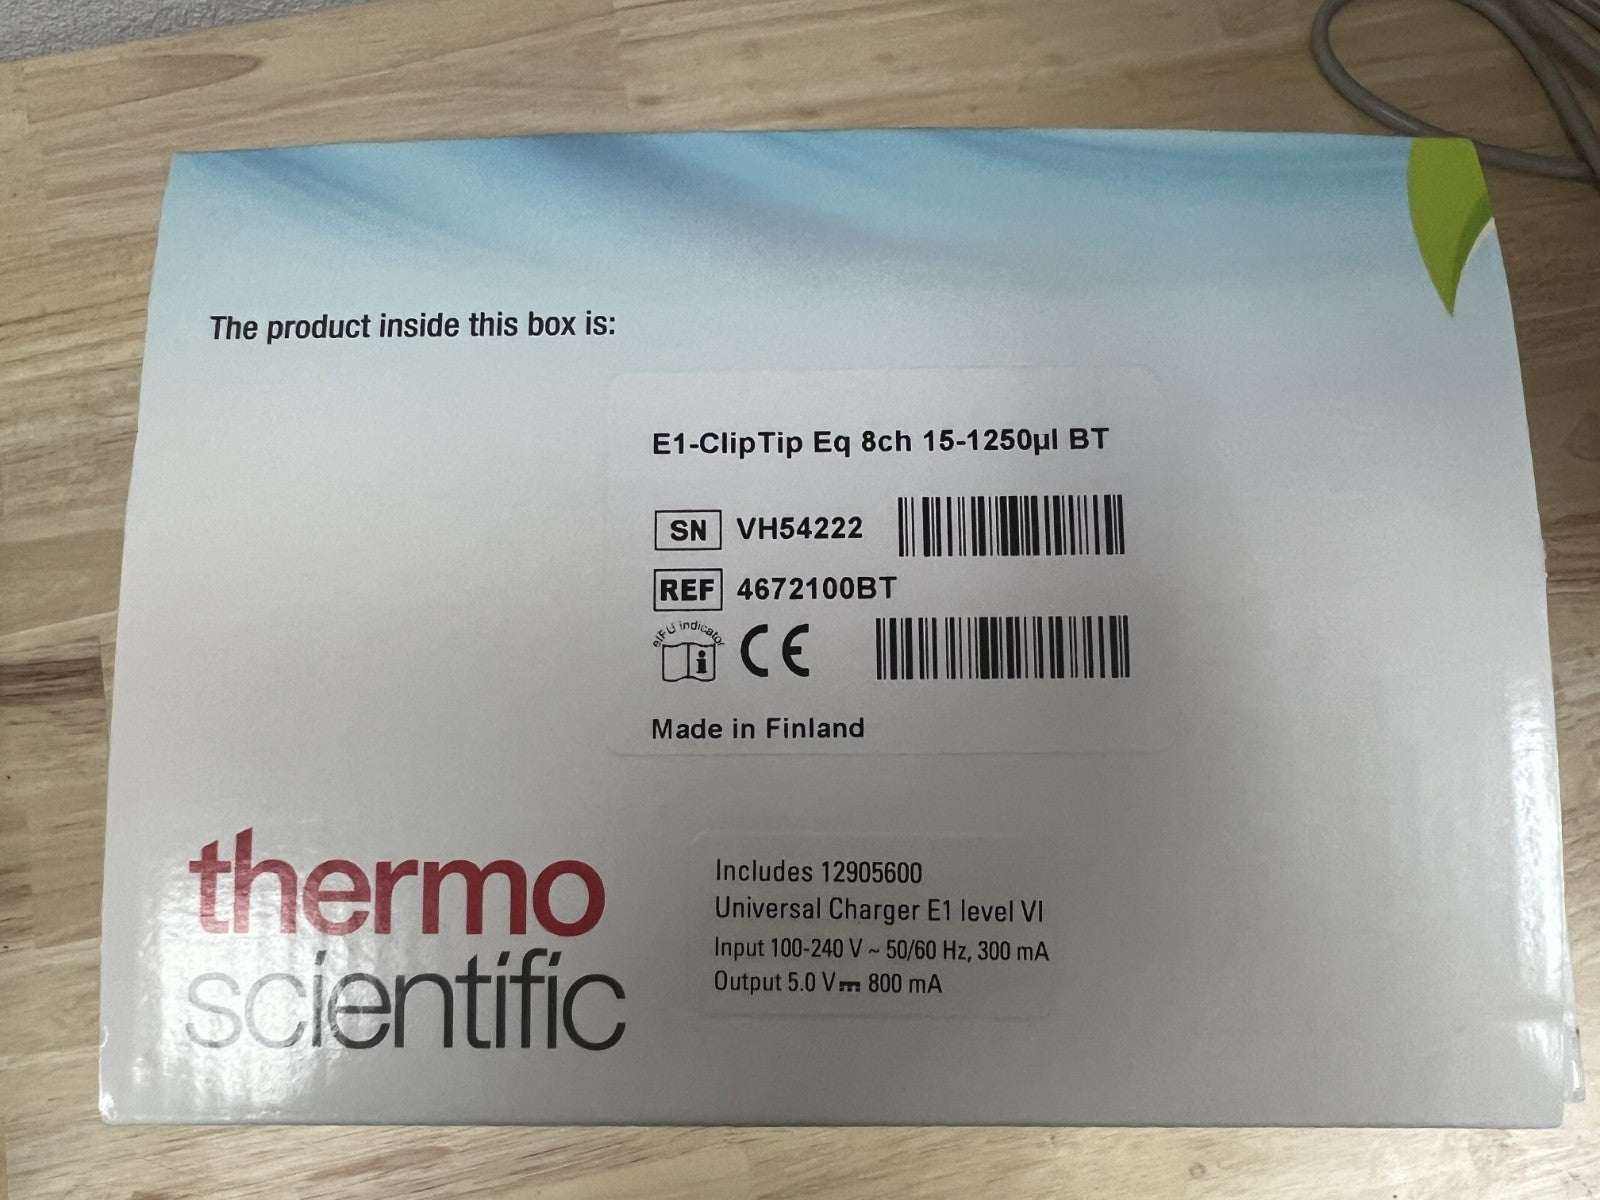 The product inside this box is:
E1-ClipTip Eq 8ch 15-1250µl BT
SN VH54222
REF 4672100BT
eIFU indicator
i
CE
Made in Finland
thermo
scientific
Includes 12905600
Universal Charger E1 level VI
Input 100-240 V ~ 50/60 Hz, 300 mA
Output 5.0 V⎓ 800 mA